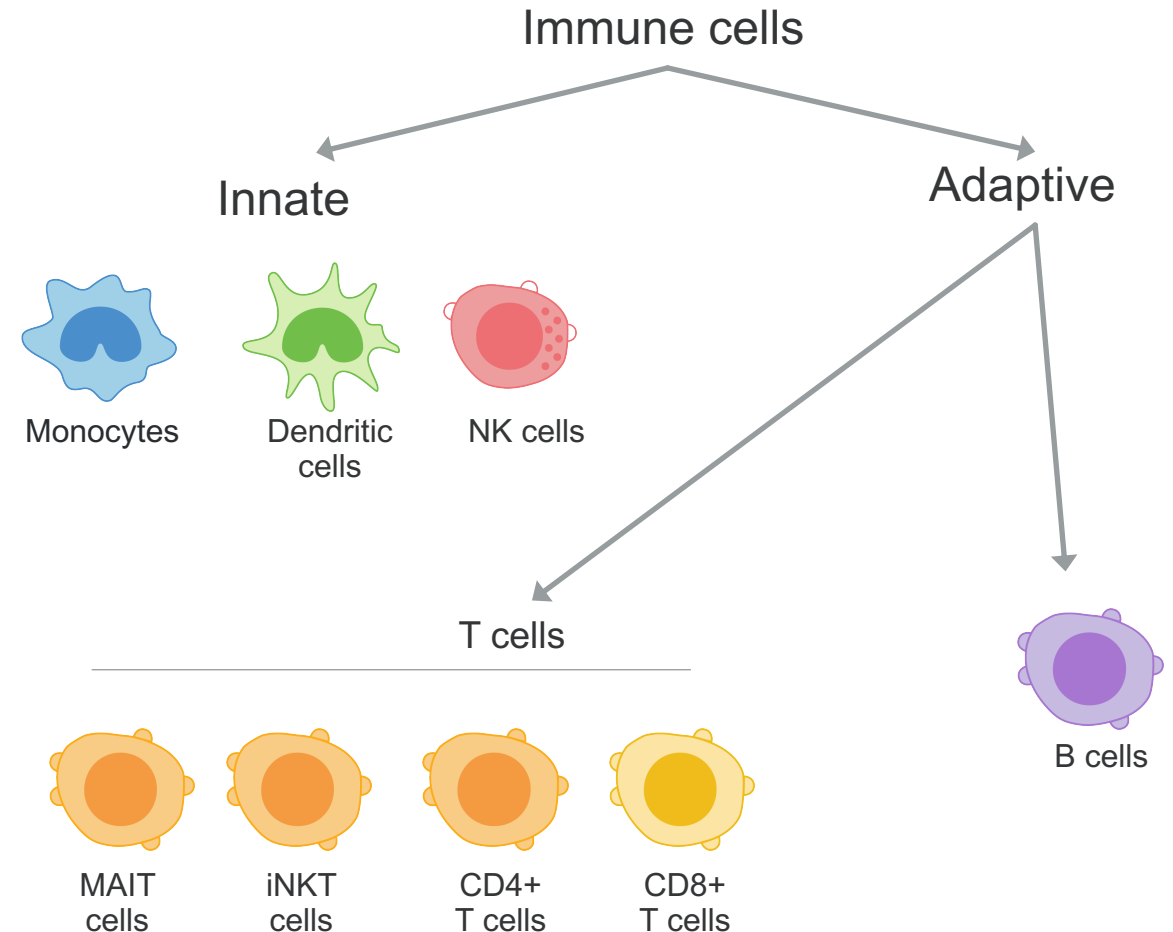 Immune cells
Innate
Adaptive
Monocytes
Dendritic
cells
NK cells
T cells
B cells
MAIT
cells
iNKT
cells
CD4+
T cells
CD8+
T cells